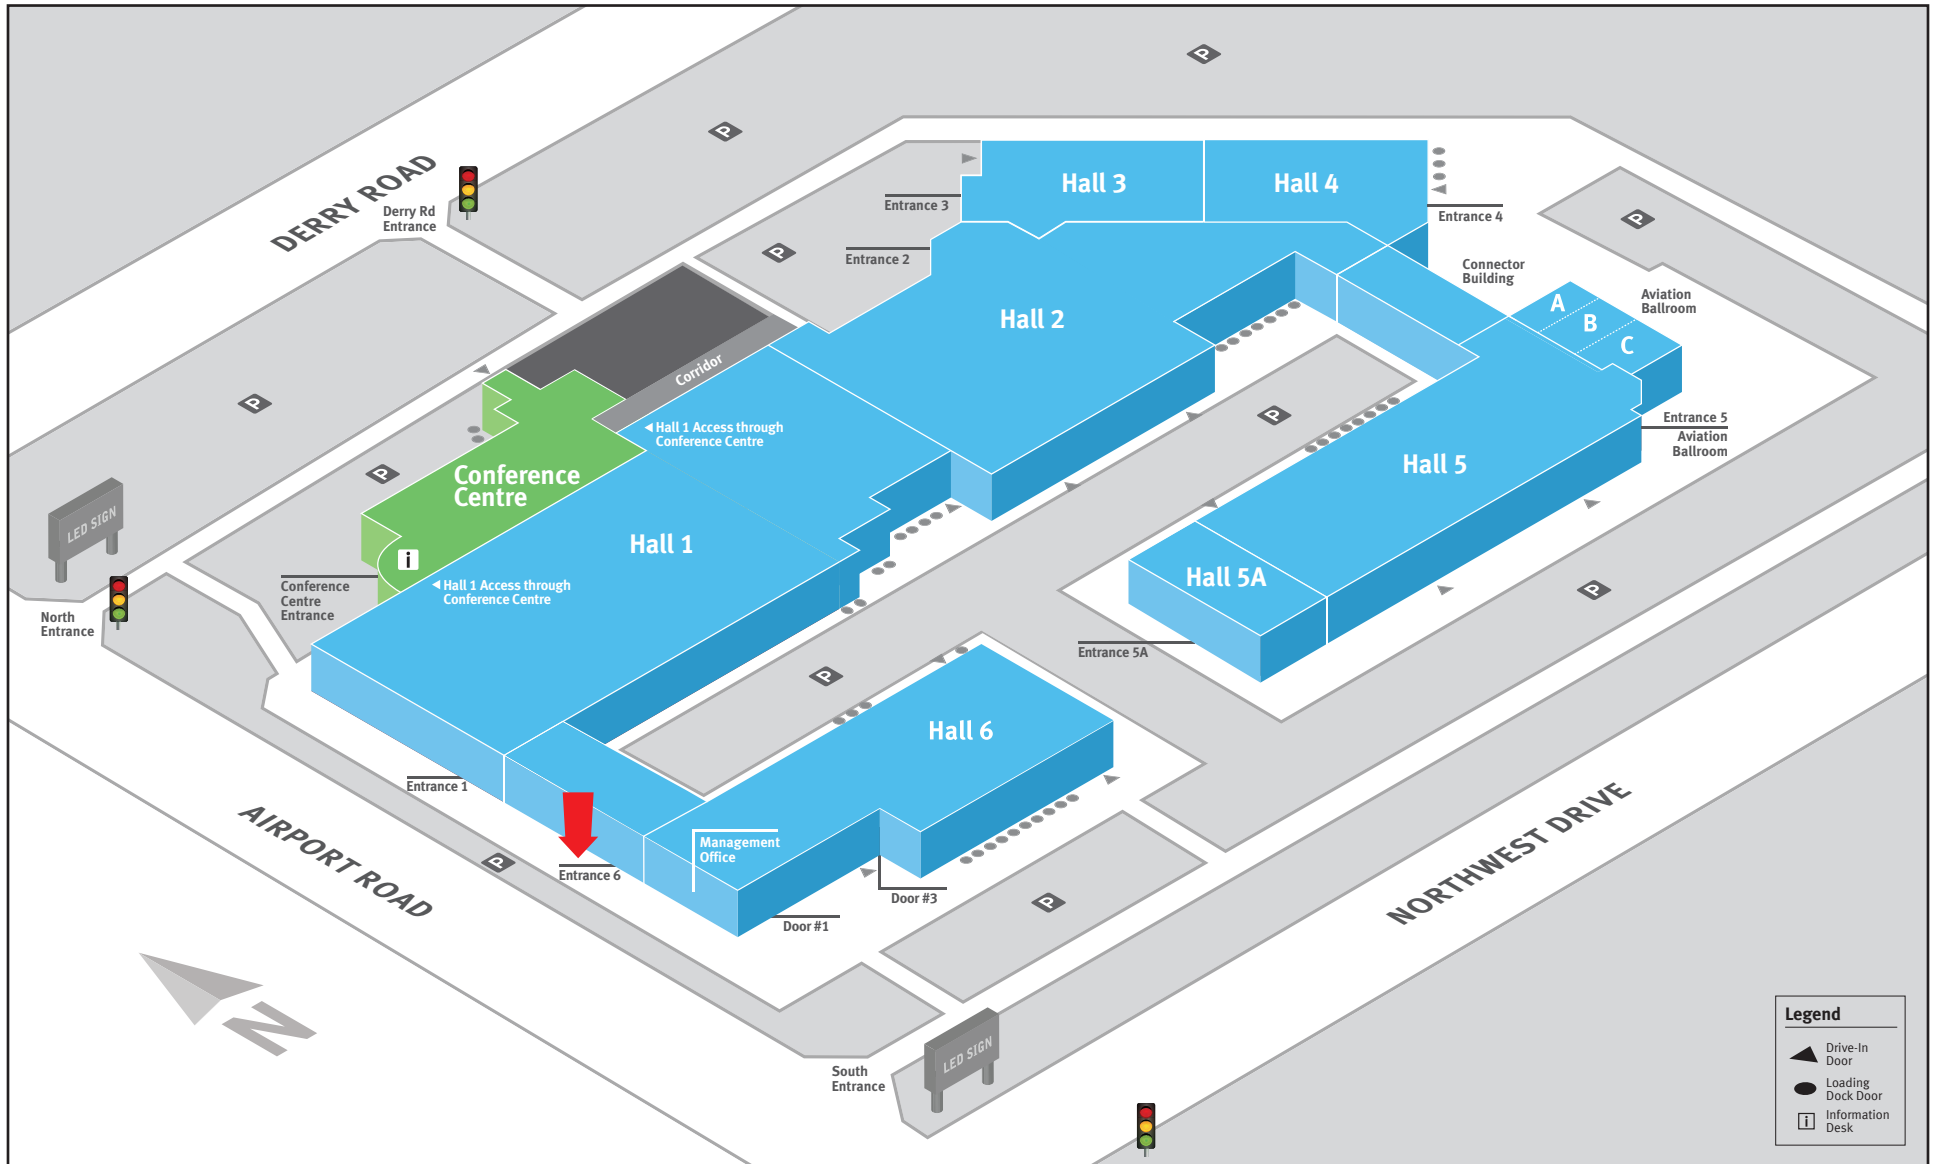 DERRY ROAD
Derry Rd
Entrance
Hall 3
Hall 4
Entrance 3
Entrance 4
Entrance 2
Connector
Building
Aviation
Ballroom
A
B
C
Hall 2
Corridor
Hall 1 Access through
Conference Centre
Entrance 5
Aviation
Ballroom
Conference
Centre
Hall 5
LED SIGN
Hall 1
i
Hall 5A
Hall 1 Access through
Conference Centre
Conference
Centre
Entrance
North
Entrance
Entrance 5A
Hall 6
Entrance 1
Management
Office
Entrance 6
Door #3
Door #1
AIRPORT ROAD
NORTHWEST DRIVE
N
LED SIGN
South
Entrance
P
P
P
P
P
P
P
P
P
P
P
Legend
Drive-In
Door
Loading
Dock Door
i
Information
Desk